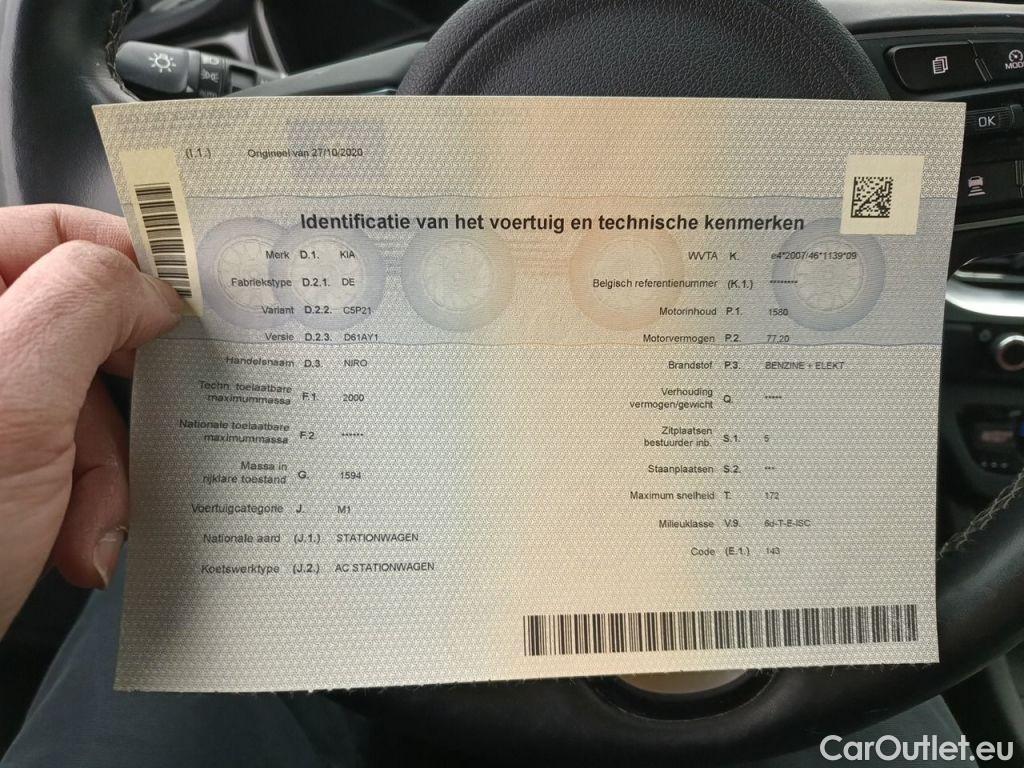 MODE
OK
(I.1.) Origineel van 27/10/2020
Identificatie van het voertuig en technische kenmerken
Merk D.1. KIA
Fabriekstype D.2.1. DE
Variant D.2.2. C5P21
Versie D.2.3. D61AY1
Handelsnaam D.3. NIRO
Techn. toelaatbare
maximummassa F.1. 2000
Nationale toelaatbare
maximummassa F.2. ******
Massa in
rijklare toestand G. 1594
Voertuigcategorie J. M1
Nationale aard (J.1.) STATIONWAGEN
Koetswerktype (J.2.) AC STATIONWAGEN
WVTA K. e4*2007/46*1139*09
Belgisch referentienummer (K.1.) ********
Motorinhoud P.1. 1580
Motorvermogen P.2. 77,20
Brandstof P.3. BENZINE + ELEKT
Verhouding
vermogen/gewicht Q. *****
Zitplaatsen
bestuurder inb. S.1. 5
Staanplaatsen S.2. ***
Maximum snelheid T. 172
Milieuklasse V.9. 6d-T-E-ISC
Code (E.1.) 143
CarOutlet.eu